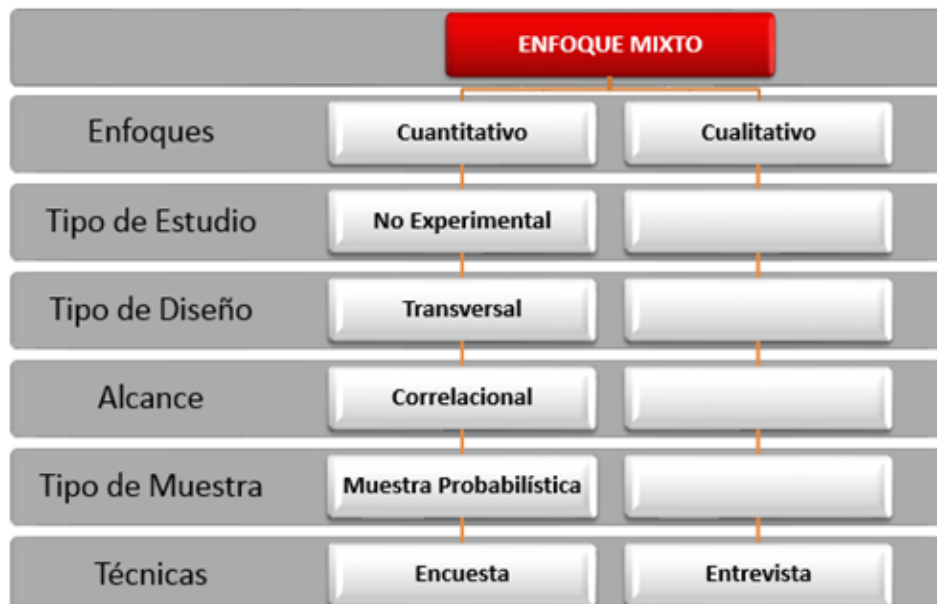 ENFOQUE MIXTO
Enfoques Cuantitativo Cualitativo
Tipo de Estudio No Experimental
Tipo de Diseño Transversal
Alcance Correlacional
Tipo de Muestra Muestra Probabilística
Técnicas Encuesta Entrevista